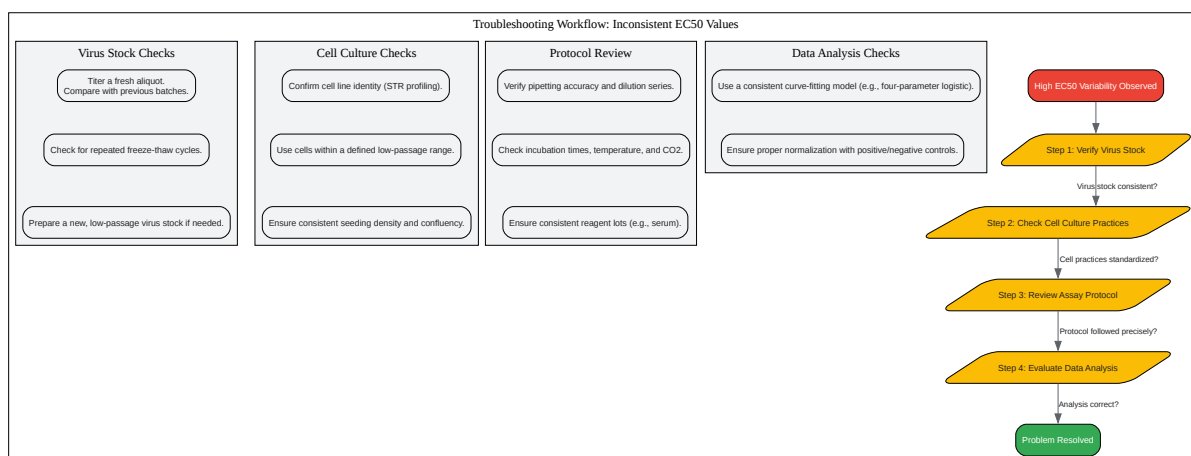 Troubleshooting Workflow: Inconsistent EC50 Values
Virus Stock Checks
Titer a fresh aliquot.
Compare with previous batches.
Check for repeated freeze-thaw cycles.
Prepare a new, low-passage virus stock if needed.
Cell Culture Checks
Confirm cell line identity (STR profiling).
Use cells within a defined low-passage range.
Ensure consistent seeding density and confluency.
Protocol Review
Verify pipetting accuracy and dilution series.
Check incubation times, temperature, and CO2.
Ensure consistent reagent lots (e.g., serum).
Data Analysis Checks
Use a consistent curve-fitting model (e.g., four-parameter logistic).
Ensure proper normalization with positive/negative controls.
High EC50 Variability Observed
Step 1: Verify Virus Stock
Virus stock consistent?
Step 2: Check Cell Culture Practices
Cell practices standardized?
Step 3: Review Assay Protocol
Protocol followed precisely?
Step 4: Evaluate Data Analysis
Analysis correct?
Problem Resolved